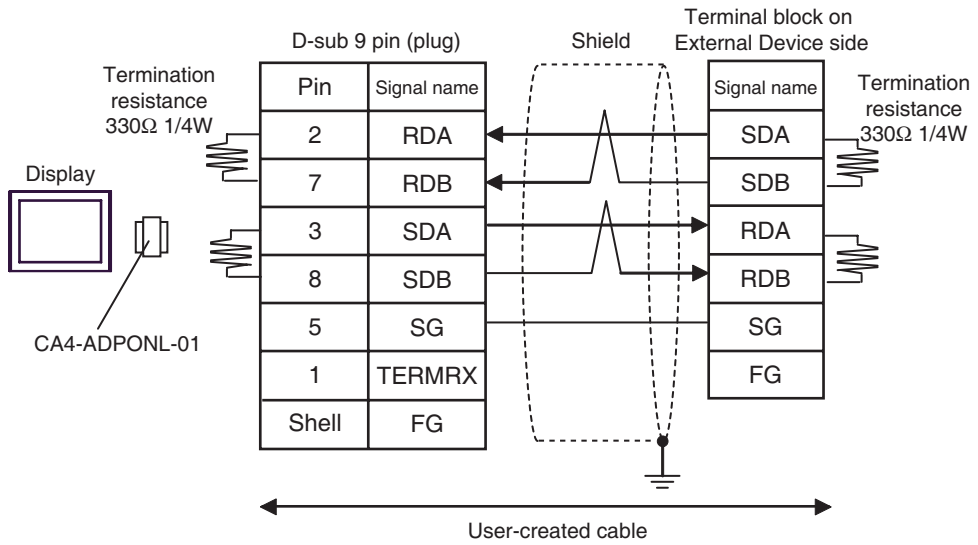 Terminal block on
External Device side
D-sub 9 pin (plug)
Shield
Termination
resistance
330Ω 1/4W
Pin Signal name
2 RDA
7 RDB
3 SDA
8 SDB
5 SG
1 TERMRX
Shell FG
Signal name
SDA
SDB
RDA
RDB
SG
FG
Termination
resistance
330Ω 1/4W
Display
CA4-ADPONL-01
User-created cable